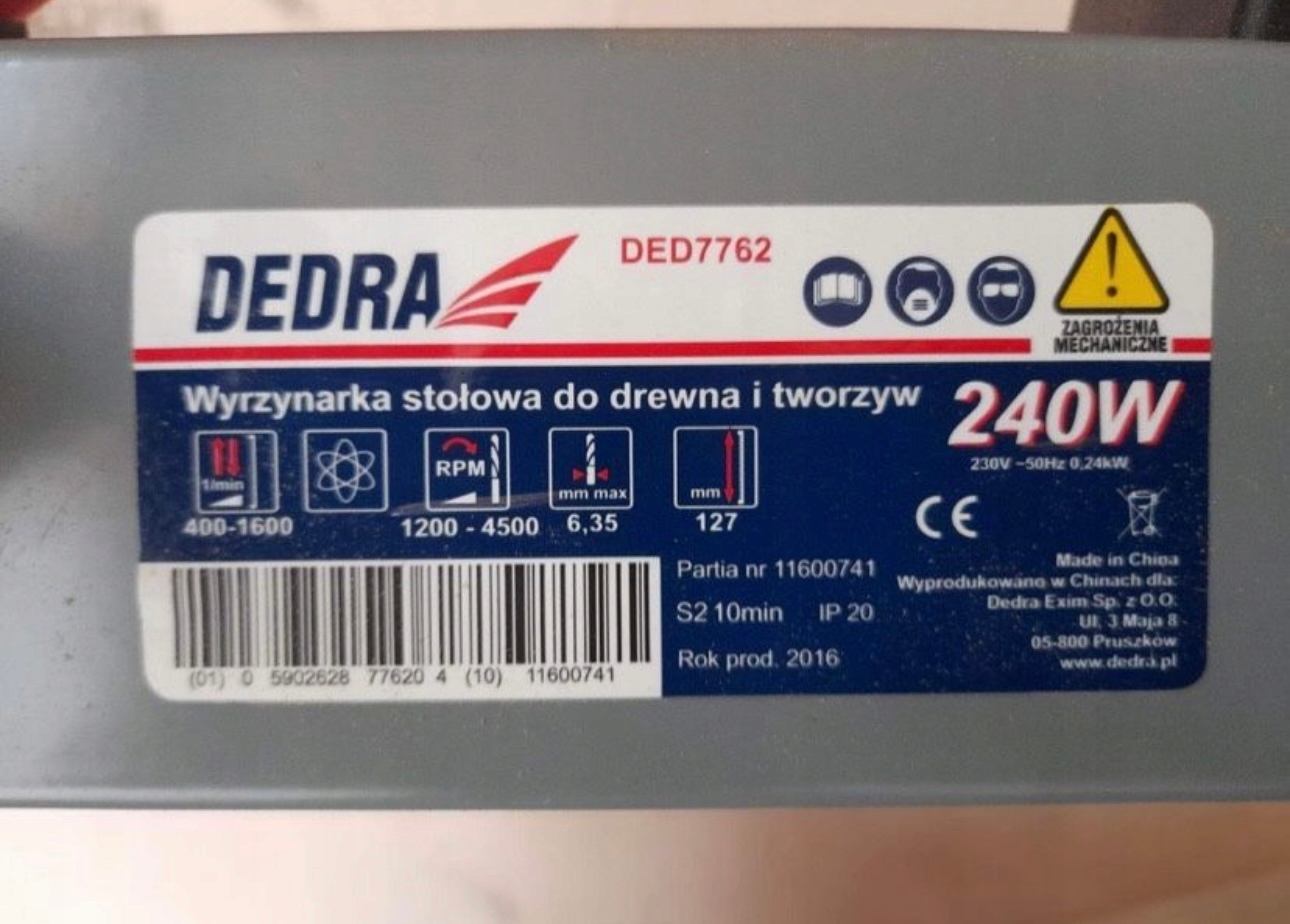 DEDRA
DED7762
ZAGROŻENIA
MECHANICZNE
Wyrzynarka stołowa do drewna i tworzyw
240W
230V ~50Hz 0,24kW
1/min
RPM
mm max
mm
400-1600
1200 - 4500
6,35
127
CE
Partia nr 11600741
S2 10min IP 20
Rok prod. 2016
Made in China
Wyprodukowano w Chinach dla:
Dedra Exim Sp. z O.O.
Ul. 3 Maja 8
05-800 Pruszków
www.dedra.pl
(01) 0 5902628 77620 4 (10) 11600741